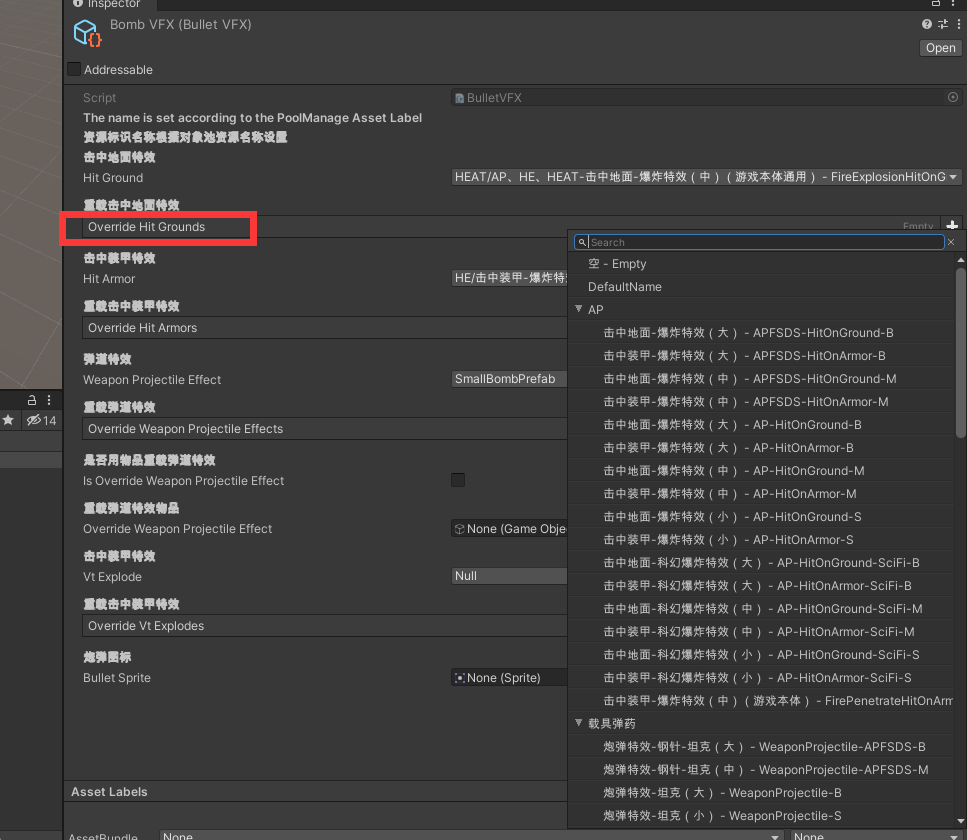 Inspector
Bomb VFX (Bullet VFX)
Open
Addressable
Script
BulletVFX
The name is set according to the PoolManage Asset Label
资源标识名称根据对象池资源名称设置
击中地面特效
Hit Ground
HEAT/AP、HE、HEAT-击中地面-爆炸特效（中）(游戏本体通用） - FireExplosionHitOnG
重载击中地面特效
Override Hit Grounds
Empty
击中装甲特效
Hit Armor
HE/击中装甲-爆炸特
重载击中装甲特效
Override Hit Armors
弹道特效
Weapon Projectile Effect
SmallBombPrefab
重载弹道特效
Override Weapon Projectile Effects
是否用物品重载弹道特效
Is Override Weapon Projectile Effect
重载弹道特效物品
Override Weapon Projectile Effect
None (Game Obje
击中装甲特效
Vt Explode
Null
重载击中装甲特效
Override Vt Explodes
炮弹图标
Bullet Sprite
None (Sprite)
Asset Labels
AssetBundle
None
None
14
Search
空 - Empty
DefaultName
AP
击中地面-爆炸特效（大） - APFSDS-HitOnGround-B
击中装甲-爆炸特效（大） - APFSDS-HitOnArmor-B
击中地面-爆炸特效（中） - APFSDS-HitOnGround-M
击中装甲-爆炸特效（中） - APFSDS-HitOnArmor-M
击中地面-爆炸特效（大） - AP-HitOnGround-B
击中装甲-爆炸特效（大） - AP-HitOnArmor-B
击中地面-爆炸特效（中） - AP-HitOnGround-M
击中装甲-爆炸特效（中） - AP-HitOnArmor-M
击中地面-爆炸特效（小） - AP-HitOnGround-S
击中装甲-爆炸特效（小） - AP-HitOnArmor-S
击中地面-科幻爆炸特效（大） - AP-HitOnGround-SciFi-B
击中装甲-科幻爆炸特效（大） - AP-HitOnArmor-SciFi-B
击中地面-科幻爆炸特效（中） - AP-HitOnGround-SciFi-M
击中装甲-科幻爆炸特效（中） - AP-HitOnArmor-SciFi-M
击中地面-科幻爆炸特效（小） - AP-HitOnGround-SciFi-S
击中装甲-科幻爆炸特效（小） - AP-HitOnArmor-SciFi-S
击中装甲-爆炸特效（中）(游戏本体） - FirePenetrateHitOnArm
载具弹药
炮弹特效-钢针-坦克（大） - WeaponProjectile-APFSDS-B
炮弹特效-钢针-坦克（中） - WeaponProjectile-APFSDS-M
炮弹特效-坦克（大） - WeaponProjectile-B
炮弹特效-坦克（小） - WeaponProjectile-S